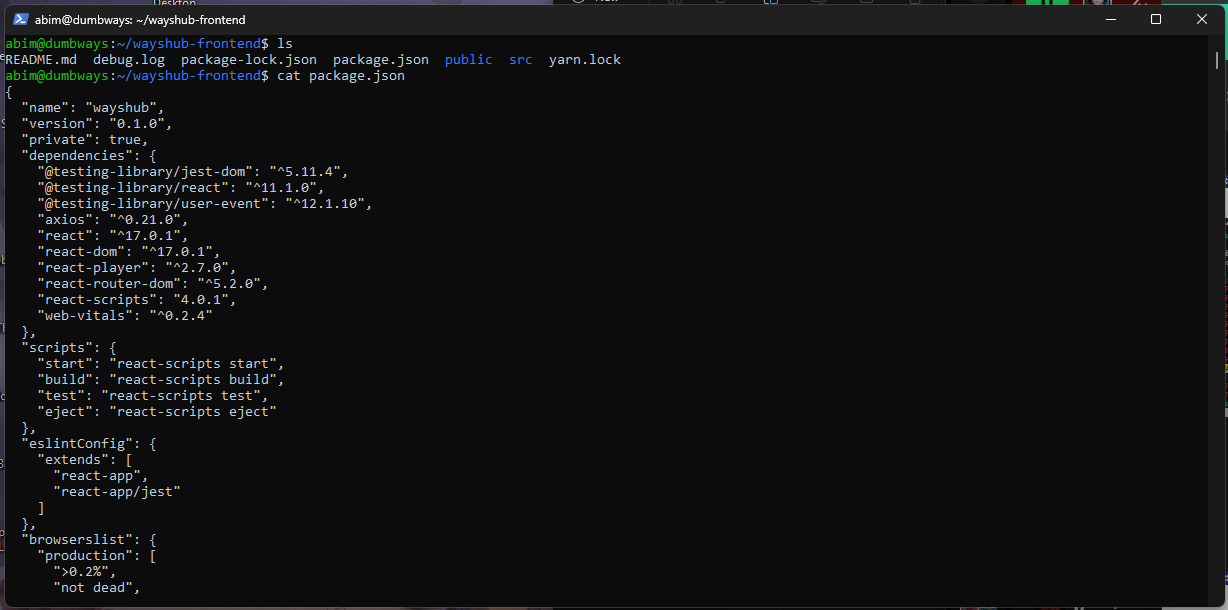 Desktop
abim@dumbways: ~/wayshub-frontend
abim@dumbways:~/wayshub-frontend$ ls
README.md  debug.log  package-lock.json  package.json  public  src  yarn.lock
abim@dumbways:~/wayshub-frontend$ cat package.json
{
  "name": "wayshub",
  "version": "0.1.0",
  "private": true,
  "dependencies": {
    "@testing-library/jest-dom": "^5.11.4",
    "@testing-library/react": "^11.1.0",
    "@testing-library/user-event": "^12.1.10",
    "axios": "^0.21.0",
    "react": "^17.0.1",
    "react-dom": "^17.0.1",
    "react-player": "^2.7.0",
    "react-router-dom": "^5.2.0",
    "react-scripts": "4.0.1",
    "web-vitals": "^0.2.4"
  },
  "scripts": {
    "start": "react-scripts start",
    "build": "react-scripts build",
    "test": "react-scripts test",
    "eject": "react-scripts eject"
  },
  "eslintConfig": {
    "extends": [
      "react-app",
      "react-app/jest"
    ]
  },
  "browserslist": {
    "production": [
      ">0.2%",
      "not dead",